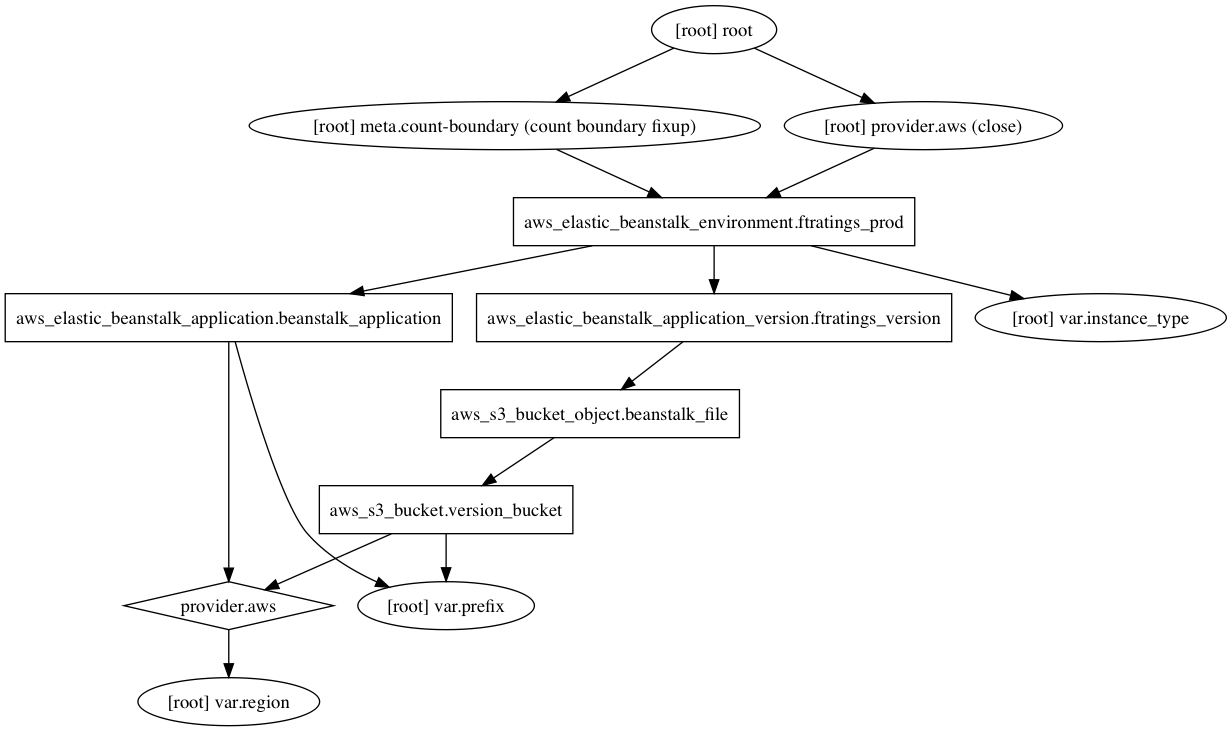 [root] root
[root] meta.count-boundary (count boundary fixup)
[root] provider.aws (close)
aws_elastic_beanstalk_environment.ftratings_prod
aws_elastic_beanstalk_application.beanstalk_application
aws_elastic_beanstalk_application_version.ftratings_version
[root] var.instance_type
aws_s3_bucket_object.beanstalk_file
aws_s3_bucket.version_bucket
provider.aws
[root] var.prefix
[root] var.region